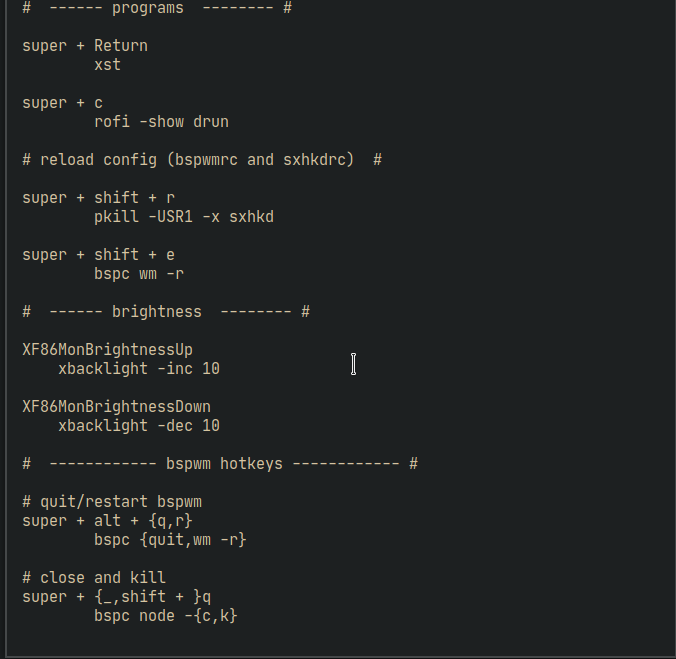 #  ------ programs  -------- #
super + Return
        xst
super + c
        rofi -show drun
# reload config (bspwmrc and sxhkdrc)  #
super + shift + r
        pkill -USR1 -x sxhkd
super + shift + e
        bspc wm -r
#  ------ brightness  -------- #
XF86MonBrightnessUp
    xbacklight -inc 10
XF86MonBrightnessDown
    xbacklight -dec 10
#  ------------ bspwm hotkeys ------------ #
# quit/restart bspwm
super + alt + {q,r}
        bspc {quit,wm -r}
# close and kill
super + {_,shift + }q
        bspc node -{c,k}